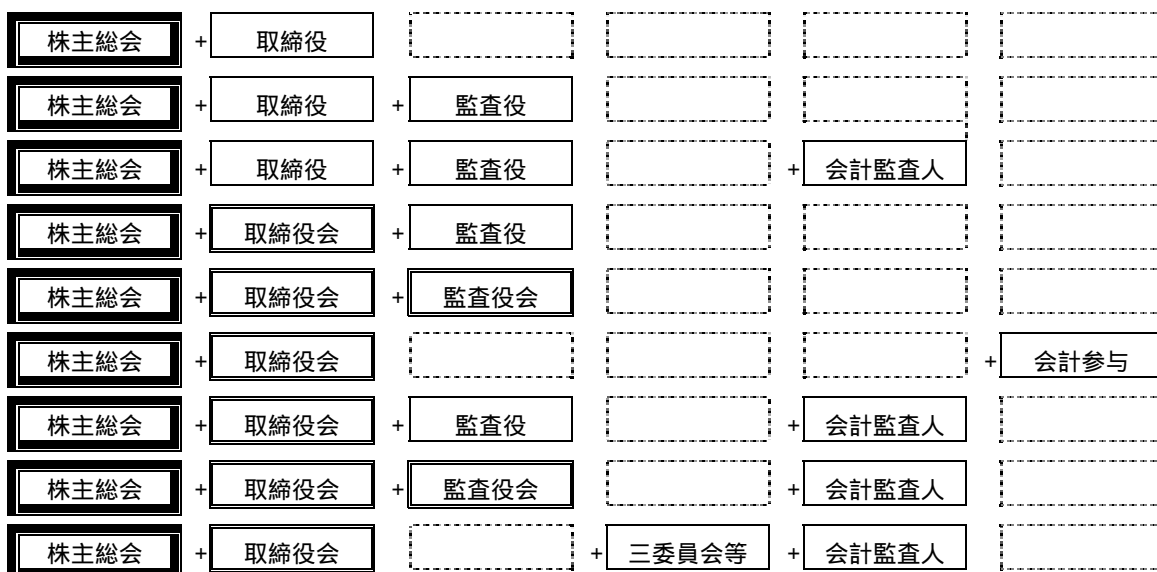 株主総会 + 取締役
株主総会 + 取締役 + 監査役
株主総会 + 取締役 + 監査役 + 会計監査人
株主総会 + 取締役会 + 監査役
株主総会 + 取締役会 + 監査役会
株主総会 + 取締役会 + 会計参与
株主総会 + 取締役会 + 監査役 + 会計監査人
株主総会 + 取締役会 + 監査役会 + 会計監査人
株主総会 + 取締役会 + 三委員会等 + 会計監査人